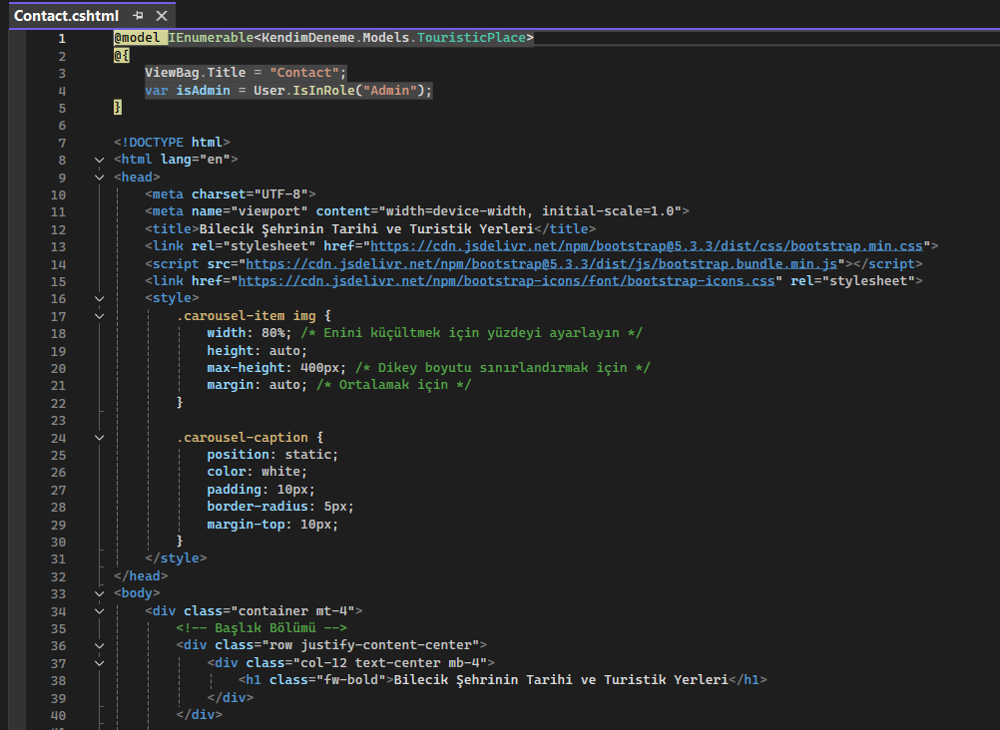 Contact.cshtml
1 @model IEnumerable<KendimDeneme.Models.TouristicPlace>
2 @{
3 ViewBag.Title = "Contact";
4 var isAdmin = User.IsInRole("Admin");
5 }
6
7 <!DOCTYPE html>
8 <html lang="en">
9 <head>
10 <meta charset="UTF-8">
11 <meta name="viewport" content="width=device-width, initial-scale=1.0">
12 <title>Bilecik Şehrinin Tarihi ve Turistik Yerleri</title>
13 <link rel="stylesheet" href="https://cdn.jsdelivr.net/npm/bootstrap@5.3.3/dist/css/bootstrap.min.css">
14 <script src="https://cdn.jsdelivr.net/npm/bootstrap@5.3.3/dist/js/bootstrap.bundle.min.js"></script>
15 <link href="https://cdn.jsdelivr.net/npm/bootstrap-icons/font/bootstrap-icons.css" rel="stylesheet">
16 <style>
17 .carousel-item img {
18 width: 80%; /* Enini küçültmek için yüzdeyi ayarlayın */
19 height: auto;
20 max-height: 400px; /* Dikey boyutu sınırlandırmak için */
21 margin: auto; /* Ortalamak için */
22 }
23
24 .carousel-caption {
25 position: static;
26 color: white;
27 padding: 10px;
28 border-radius: 5px;
29 margin-top: 10px;
30 }
31 </style>
32 </head>
33 <body>
34 <div class="container mt-4">
35 <!-- Başlık Bölümü -->
36 <div class="row justify-content-center">
37 <div class="col-12 text-center mb-4">
38 <h1 class="fw-bold">Bilecik Şehrinin Tarihi ve Turistik Yerleri</h1>
39 </div>
40 </div>